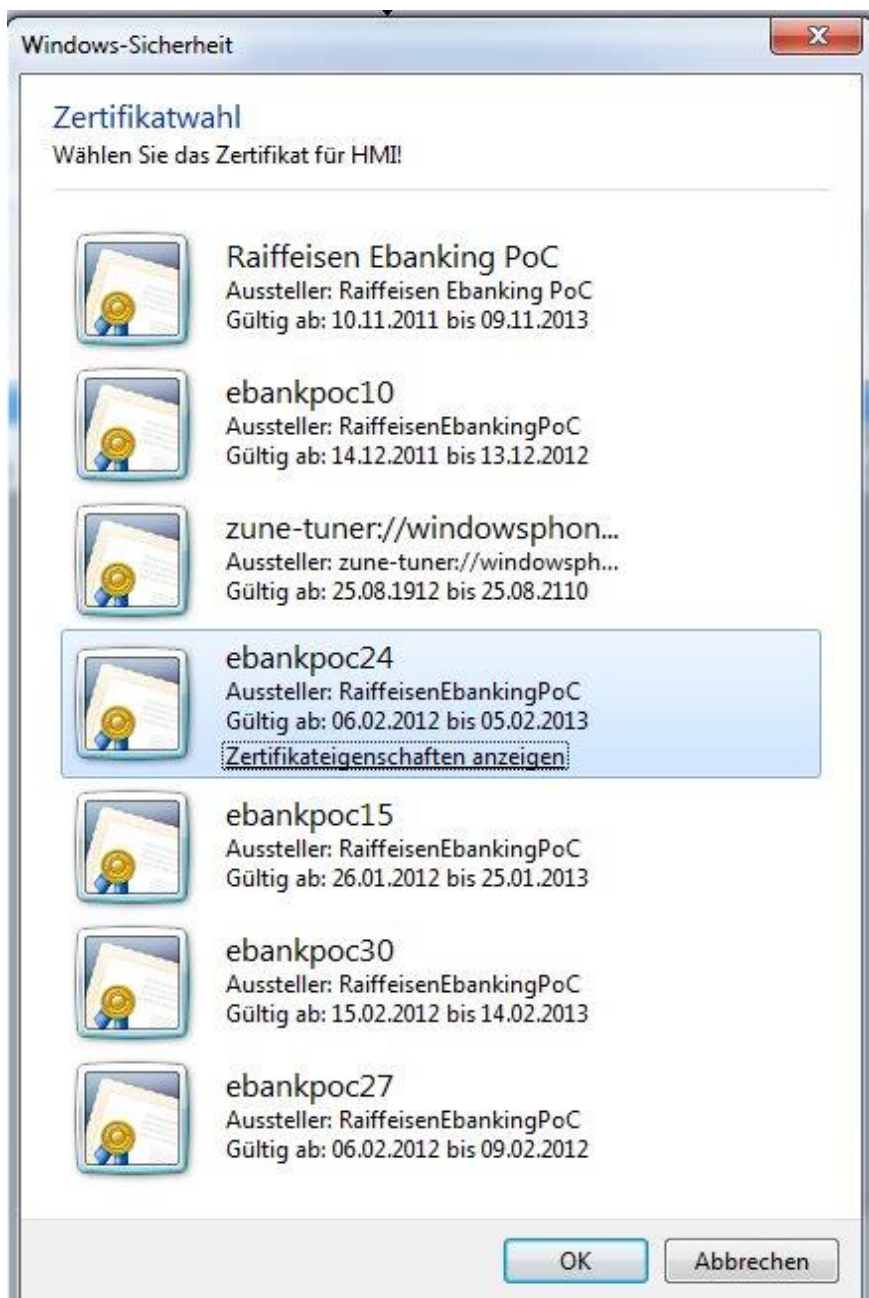 Windows-Sicherheit
Zertifikatwahl
Wählen Sie das Zertifikat für HMI!
Raiffeisen Ebanking PoC
Aussteller: Raiffeisen Ebanking PoC
Gültig ab: 10.11.2011 bis 09.11.2013
ebankpoc10
Aussteller: RaiffeisenEbankingPoC
Gültig ab: 14.12.2011 bis 13.12.2012
zune-tuner://windowsphon...
Aussteller: zune-tuner://windowsph...
Gültig ab: 25.08.1912 bis 25.08.2110
ebankpoc24
Aussteller: RaiffeisenEbankingPoC
Gültig ab: 06.02.2012 bis 05.02.2013
Zertifikateigenschaften anzeigen
ebankpoc15
Aussteller: RaiffeisenEbankingPoC
Gültig ab: 26.01.2012 bis 25.01.2013
ebankpoc30
Aussteller: RaiffeisenEbankingPoC
Gültig ab: 15.02.2012 bis 14.02.2013
ebankpoc27
Aussteller: RaiffeisenEbankingPoC
Gültig ab: 06.02.2012 bis 09.02.2012
OK
Abbrechen